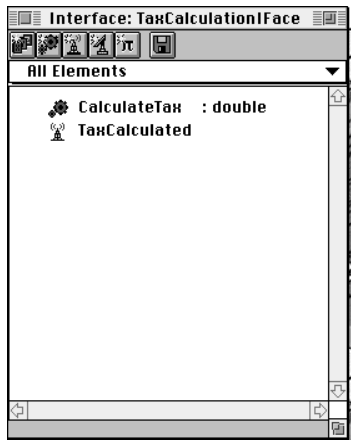 Interface: TaxCalculationIFace
π
All Elements
CalculateTax : double
TaxCalculated